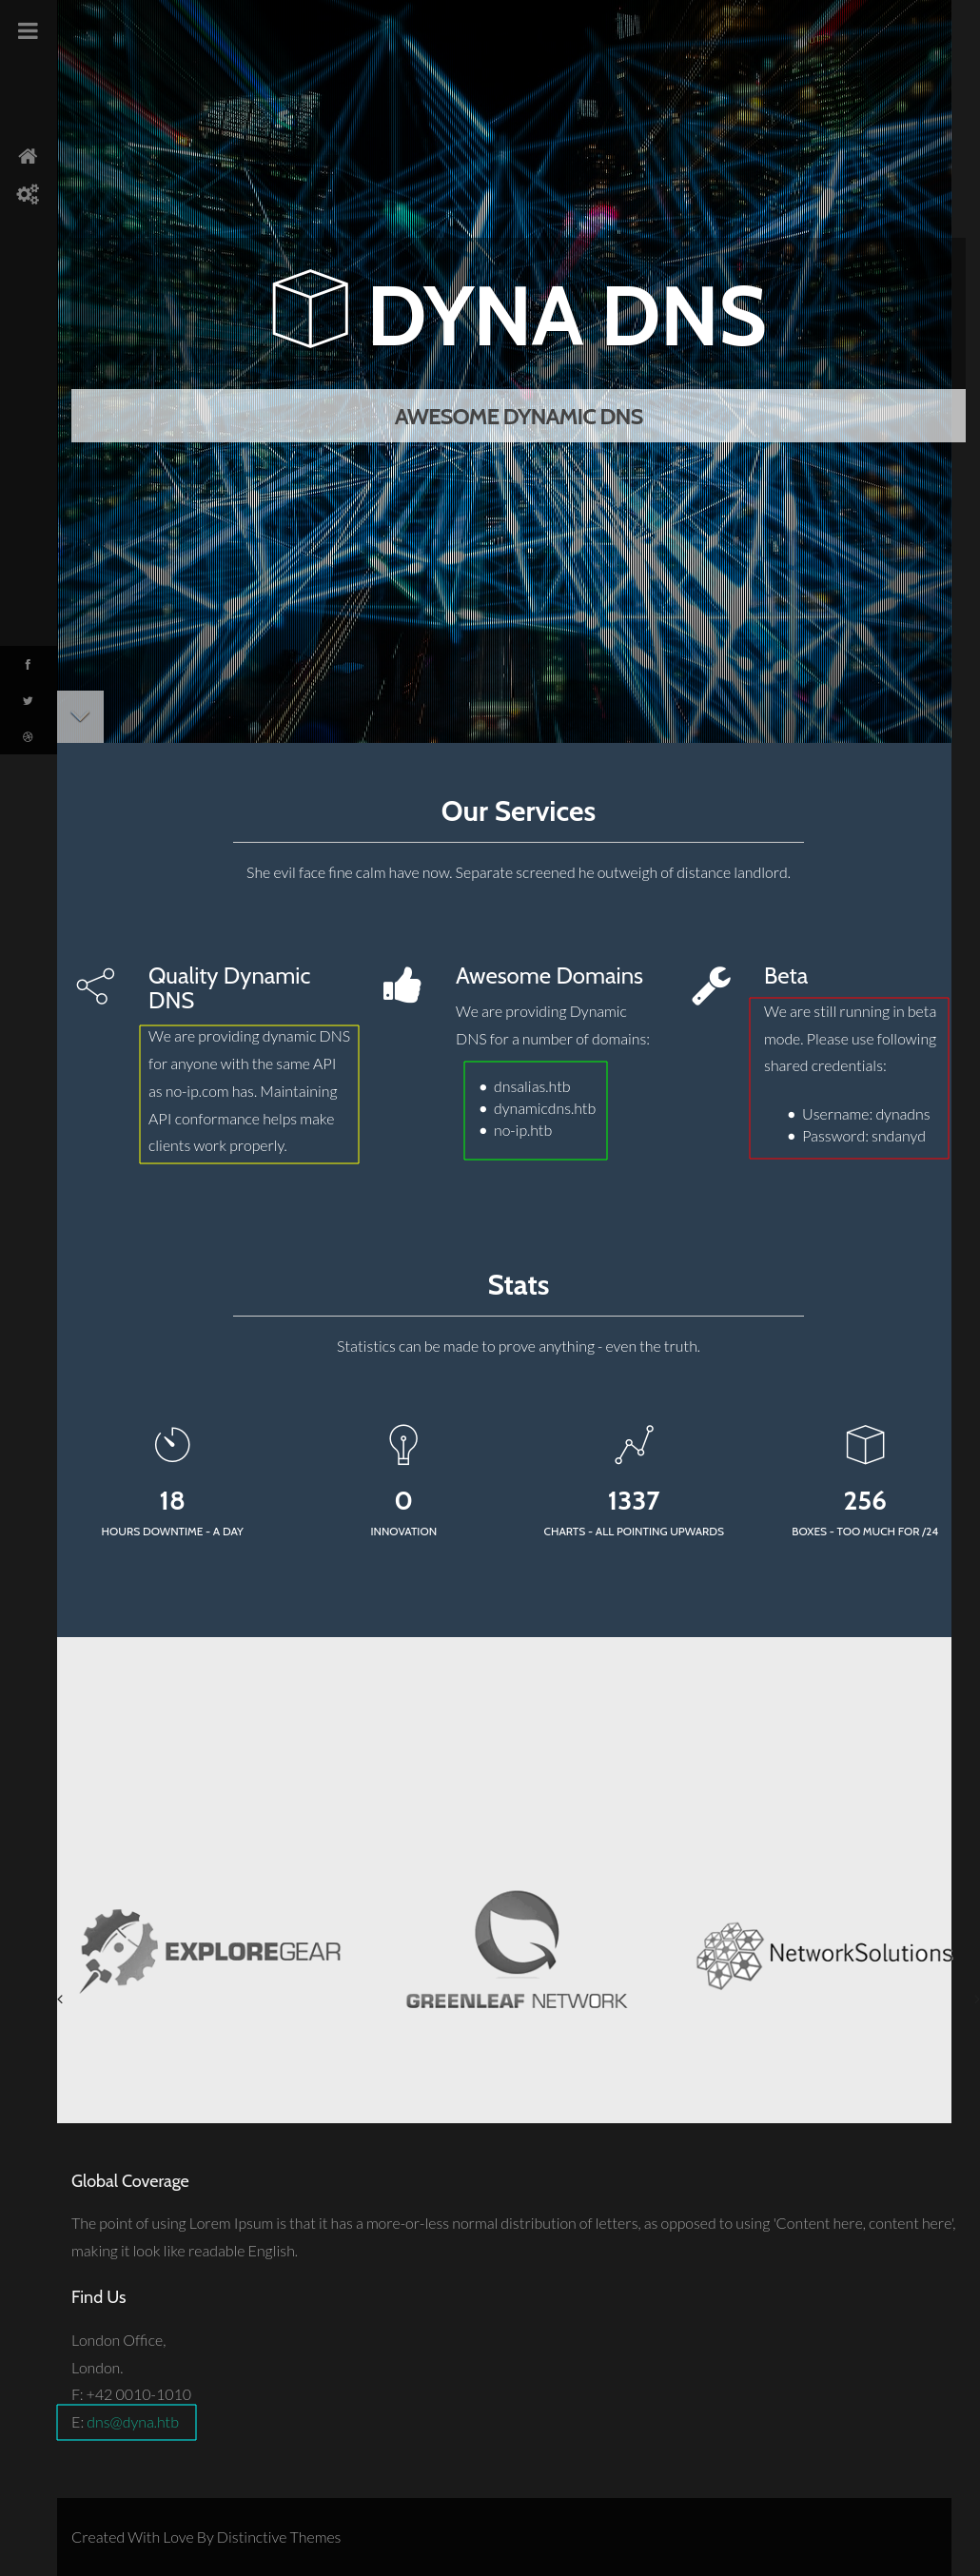 DYNA DNS
AWESOME DYNAMIC DNS
Our Services
She evil face fine calm have now. Separate screened he outweigh of distance landlord.
Quality Dynamic
DNS
We are providing dynamic DNS
for anyone with the same API
as no-ip.com has. Maintaining
API conformance helps make
clients work properly.
Awesome Domains
We are providing Dynamic
DNS for a number of domains:
dnsalias.htb
dynamicdns.htb
no-ip.htb
Beta
We are still running in beta
mode. Please use following
shared credentials:
Username: dynadns
Password: sndanyd
Stats
Statistics can be made to prove anything - even the truth.
18
HOURS DOWNTIME - A DAY
0
INNOVATION
1337
CHARTS - ALL POINTING UPWARDS
256
BOXES - TOO MUCH FOR /24
EXPLOREGEAR
GREENLEAF NETWORK
NetworkSolutions
Global Coverage
The point of using Lorem Ipsum is that it has a more-or-less normal distribution of letters, as opposed to using 'Content here, content here',
making it look like readable English.
Find Us
London Office,
London.
F: +42 0010-1010
E: dns@dyna.htb
Created With Love By Distinctive Themes